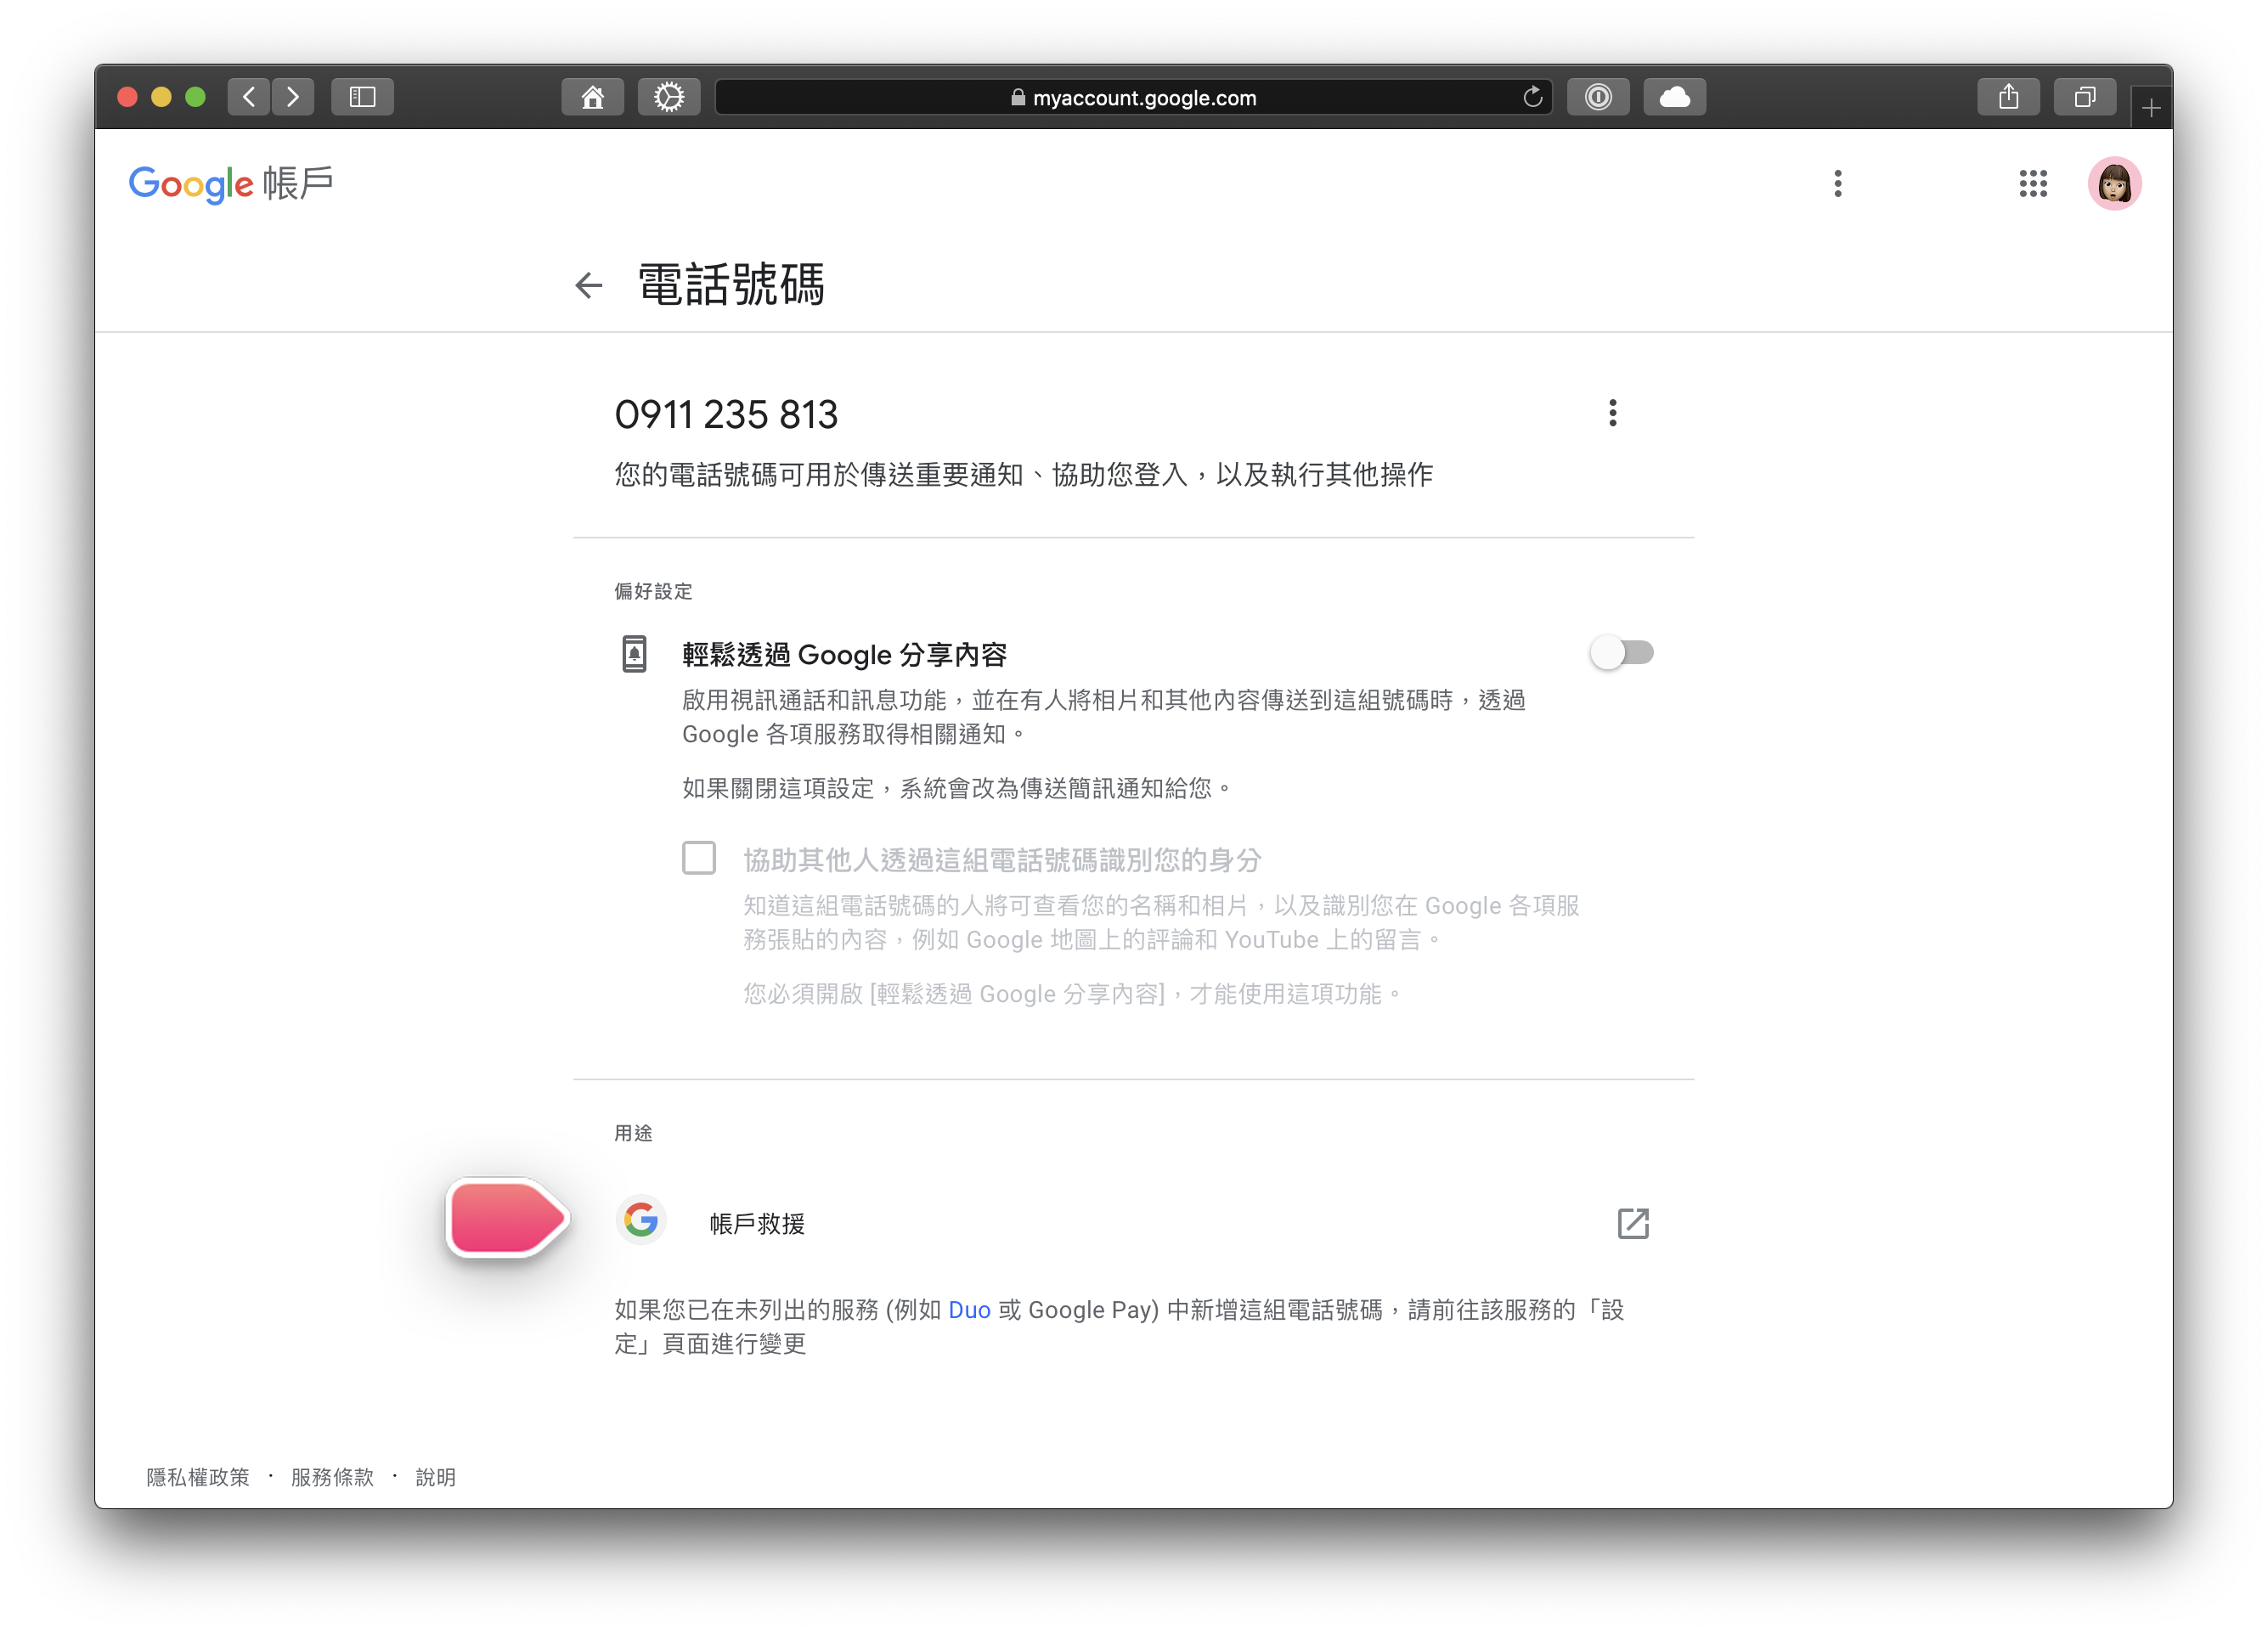 myaccount.google.com
Google 帳戶
電話號碼
0911 235 813
您的電話號碼可用於傳送重要通知、協助您登入，以及執行其他操作
偏好設定
輕鬆透過 Google 分享內容
啟用視訊通話和訊息功能，並在有人將相片和其他內容傳送到這組號碼時，透過
Google 各項服務取得相關通知。
如果關閉這項設定，系統會改為傳送簡訊通知給您。
協助其他人透過這組電話號碼識別您的身分
知道這組電話號碼的人將可查看您的名稱和相片，以及識別您在 Google 各項服
務張貼的內容，例如 Google 地圖上的評論和 YouTube 上的留言。
您必須開啟 [輕鬆透過 Google 分享內容]，才能使用這項功能。
用途
帳戶救援
如果您已在未列出的服務 (例如 Duo 或 Google Pay) 中新增這組電話號碼，請前往該服務的「設
定」頁面進行變更
隱私權政策 · 服務條款 · 說明